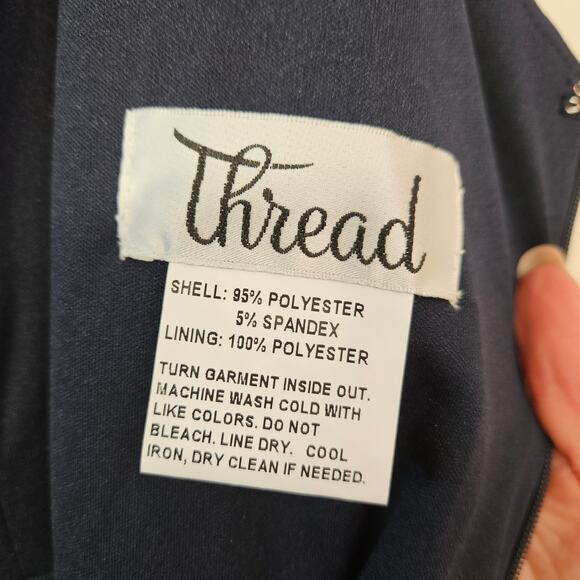 Thread
SHELL: 95% POLYESTER
5% SPANDEX
LINING: 100% POLYESTER
TURN GARMENT INSIDE OUT.
MACHINE WASH COLD WITH
LIKE COLORS. DO NOT
BLEACH. LINE DRY. COOL
IRON, DRY CLEAN IF NEEDED.